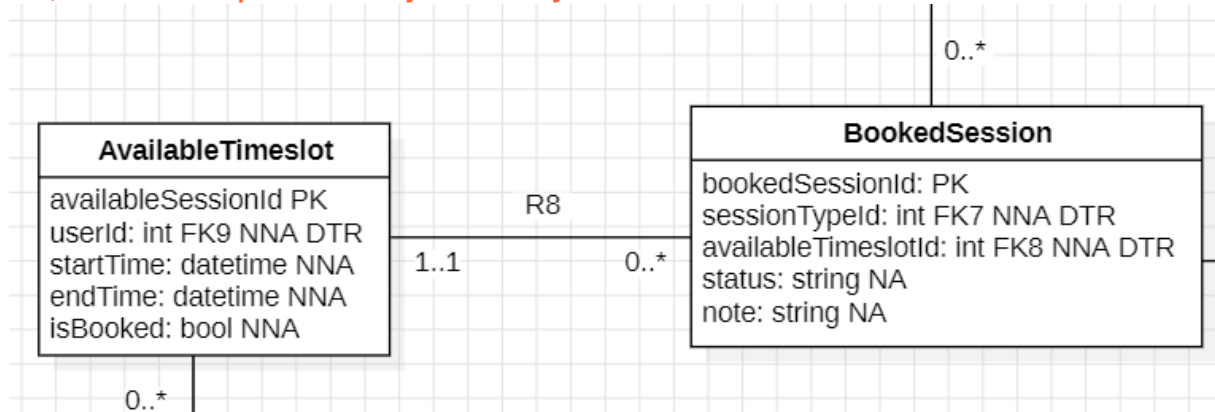 0..*
AvailableTimeslot
availableSessionId PK
userId: int FK9 NNA DTR
startTime: datetime NNA
endTime: datetime NNA
isBooked: bool NNA
R8
1..1
0..*
BookedSession
bookedSessionId: PK
sessionTypeId: int FK7 NNA DTR
availableTimeslotId: int FK8 NNA DTR
status: string NA
note: string NA
0..*